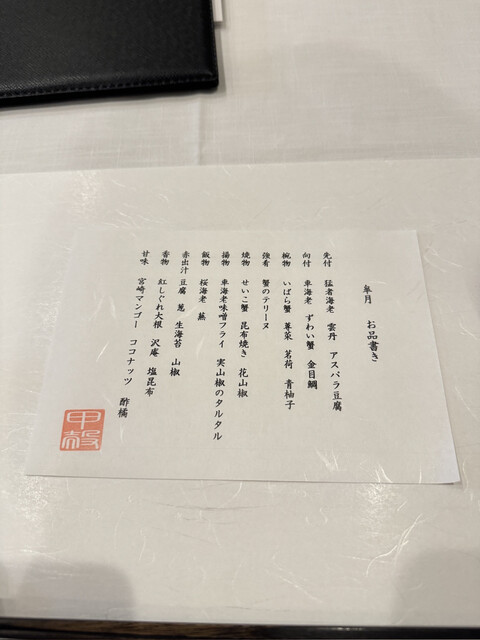 皐月　お品書き
先付　猛者海老　雲丹　アスパラ豆腐
向付　車海老　ずわい蟹　金目鯛
椀物　いばら蟹　蓴菜　茗荷　青柚子
強肴　蟹のテリーヌ
焼物　せいこ蟹　昆布焼き　花山椒
揚物　車海老味噌フライ　実山椒のタルタル
飯物　桜海老　蕪
赤出汁　豆腐　葱　生海苔　山椒
香物　紅しぐれ大根　沢庵　塩昆布
甘味　宮崎マンゴー　ココナッツ　酢橘
甲殻